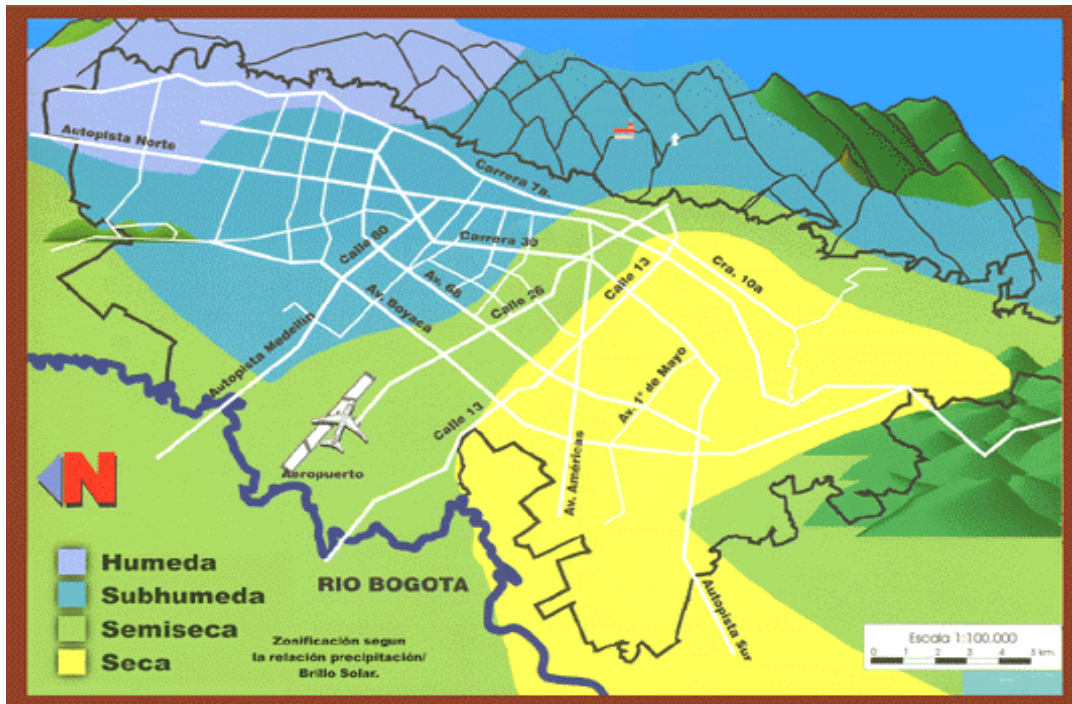 Autopista Norte
Carrera 7a.
Calle 80
Carrera 30
Av. 68
Calle 26
Calle 13
Cra. 10a
Av. Boyaca
Autopista Medellin
Av. 1° de Mayo
Calle 13
Aeropuerto
Av. Américas
N
Humeda
Subhumeda
Semiseca
Seca
RIO BOGOTA
Zonificación segun
la relación precipitación/
Brillo Solar.
Autopista Sur
Escala 1:100.000
0 1 2 3 4 5 km.